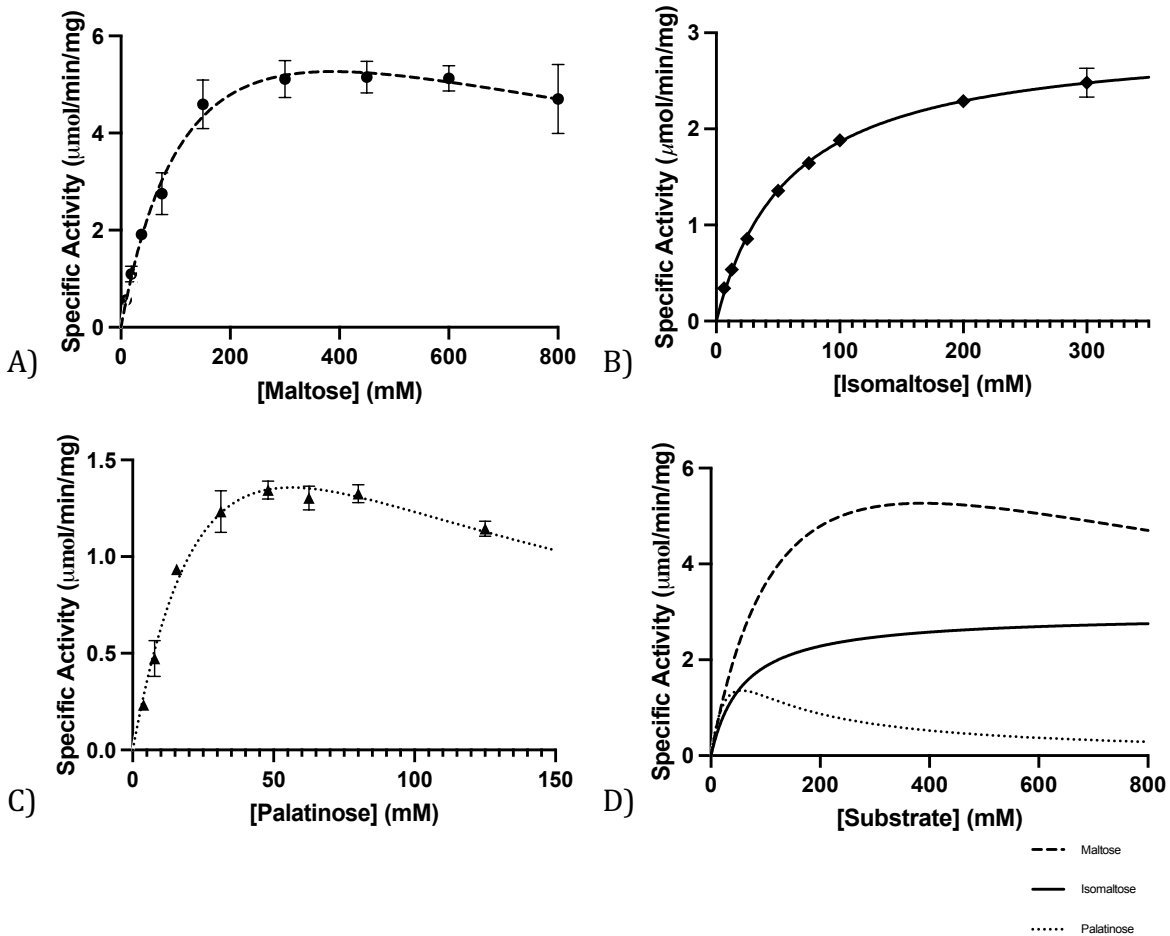 Specific Activity (μmol/min/mg)
6
4
2
0
0 200 400 600 800
[Maltose] (mM)
A)
Specific Activity (μmol/min/mg)
3
2
1
0
0 100 200 300
[Isomaltose] (mM)
B)
Specific Activity (μmol/min/mg)
1.5
1.0
0.5
0.0
0 50 100 150
[Palatinose] (mM)
C)
Specific Activity (μmol/min/mg)
6
4
2
0
0 200 400 600 800
[Substrate] (mM)
D)
Maltose
Isomaltose
Palatinose